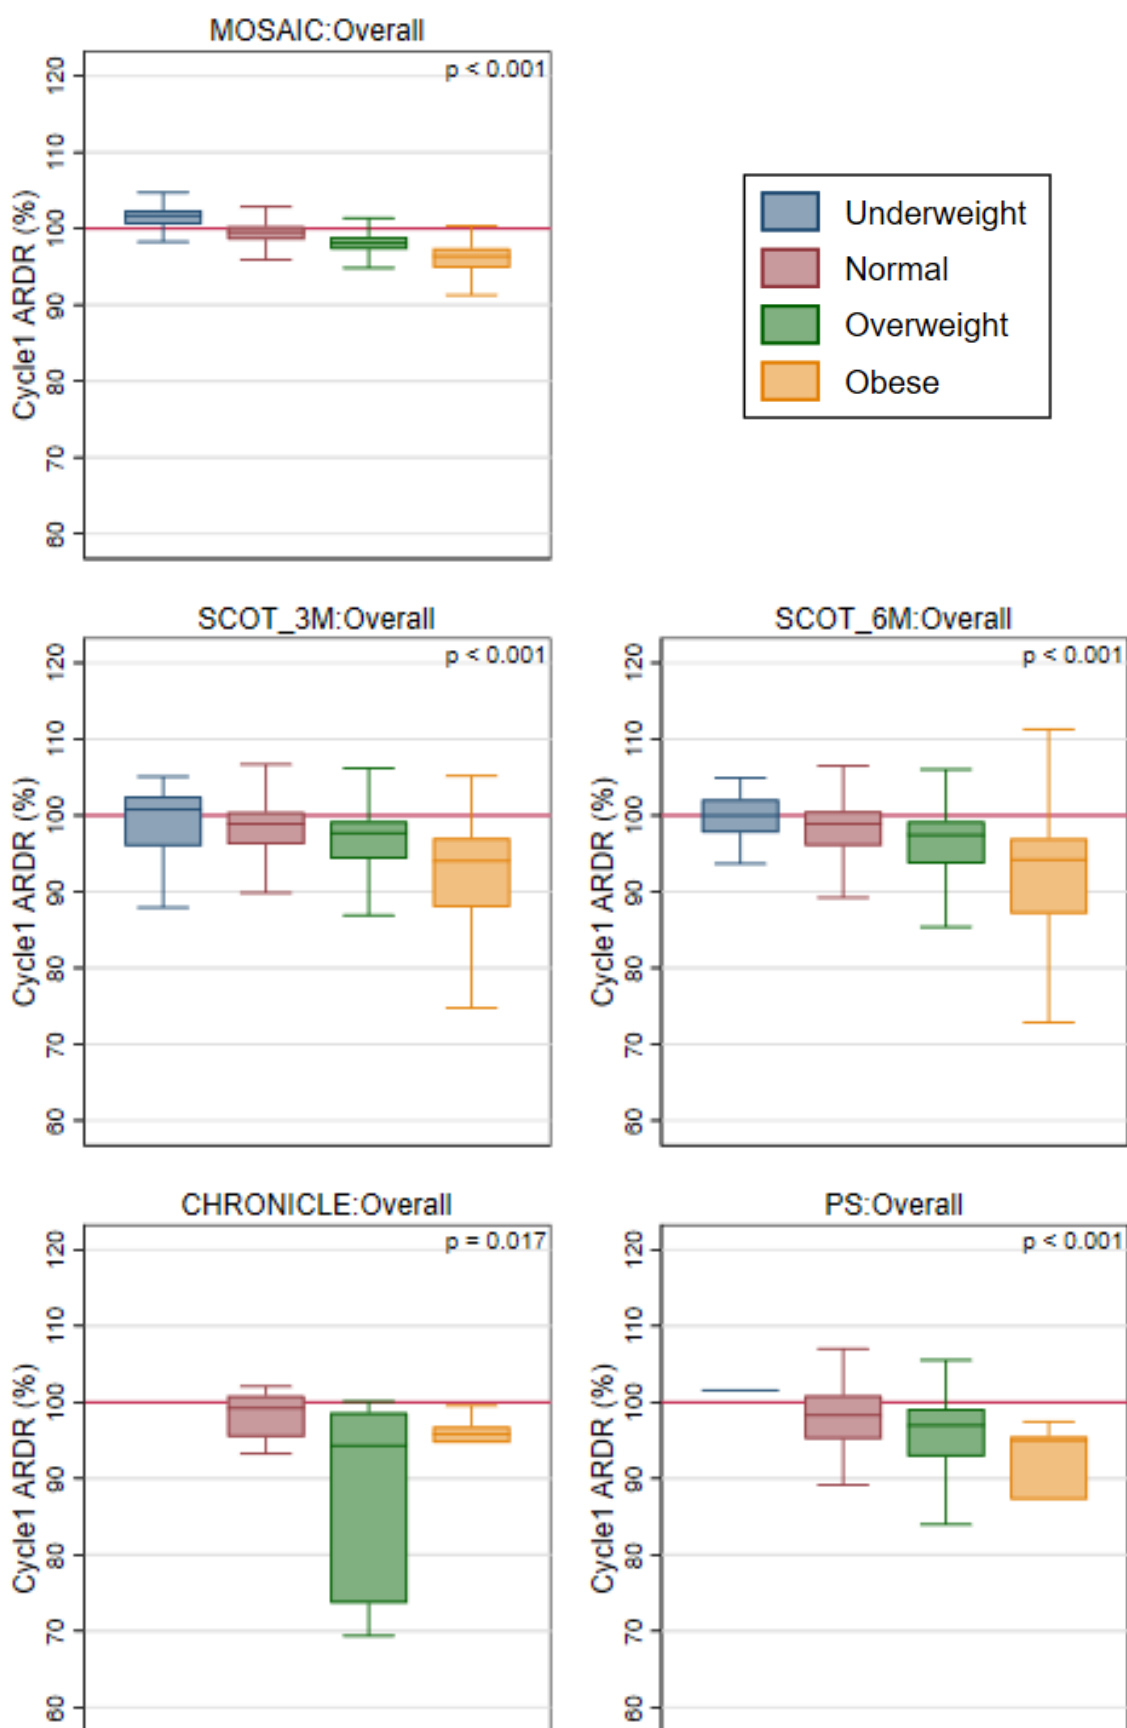 MOSAIC:Overall
p < 0.001
Cycle1 ARDR (%)
120
110
100
90
80
70
60
Underweight
Normal
Overweight
Obese
SCOT_3M:Overall
p < 0.001
Cycle1 ARDR (%)
120
110
100
90
80
70
60
SCOT_6M:Overall
p < 0.001
Cycle1 ARDR (%)
120
110
100
90
80
70
60
CHRONICLE:Overall
p = 0.017
Cycle1 ARDR (%)
120
110
100
90
80
70
60
PS:Overall
p < 0.001
Cycle1 ARDR (%)
120
110
100
90
80
70
60